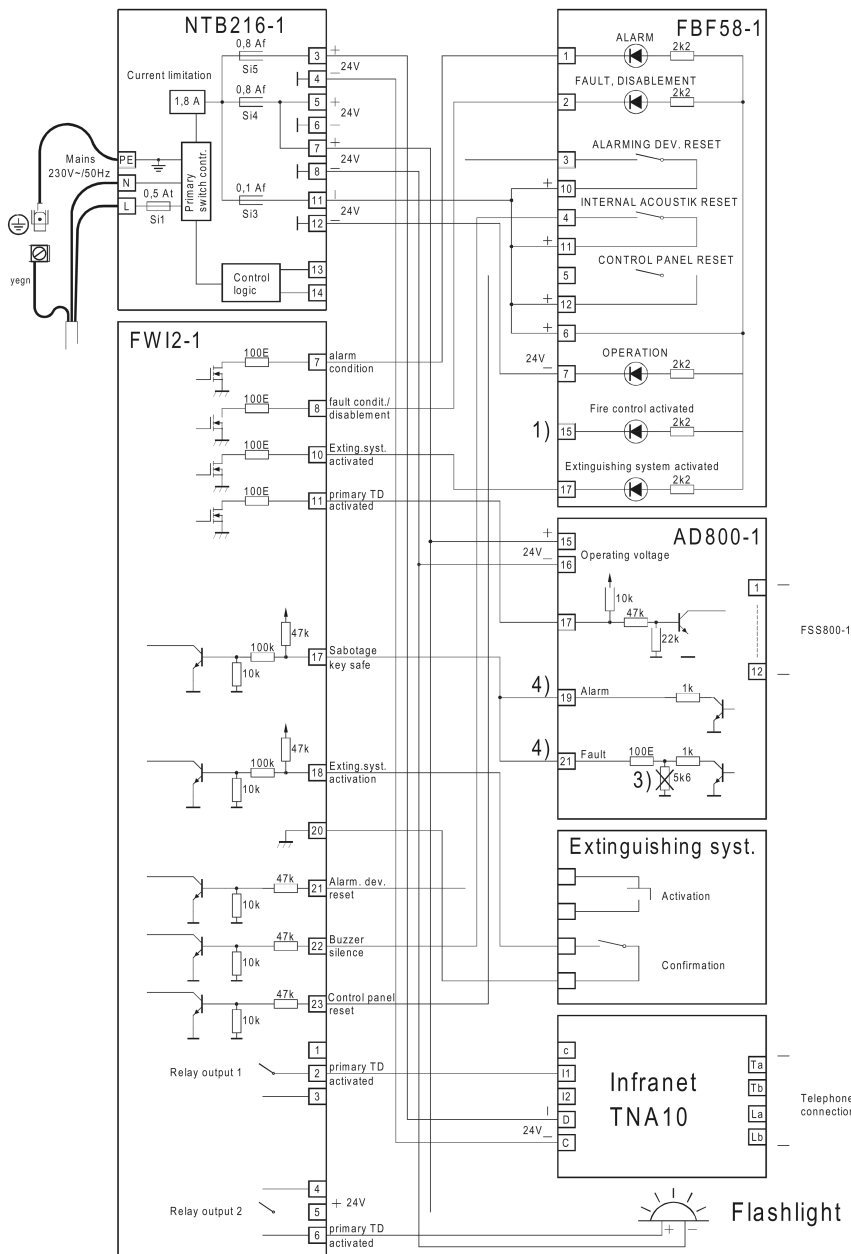 NTB216-1
0,8 Af
Si5
Current limitation
1,8 A
0,8 Af
Si4
Mains
230V~/50Hz
PE
N
L
0,5 At
Si1
Primary
switch contr.
0,1 Af
Si3
Control
logic
yegn
3
+
4
–
24V
5
+
6
–
24V
7
+
8
–
24V
11
12
–
24V
13
14
FBF58-1
1
ALARM
2k2
2
FAULT, DISABLEMENT
2k2
3
ALARMING DEV. RESET
+
10
4
INTERNAL ACOUSTIK RESET
+
11
5
CONTROL PANEL RESET
+
12
+
6
24V
–
7
OPERATION
2k2
1)
15
Fire control activated
2k2
17
Extinguishing system activated
2k2
FWI2-1
100E
7
alarm
condition
100E
8
fault condit./
disablement
100E
10
Exting.syst.
activated
100E
11
primary TD
activated
47k
100k
10k
17
Sabotage
key safe
47k
100k
10k
18
Exting.syst.
activation
20
47k
10k
21
Alarm. dev.
reset
47k
10k
22
Buzzer
silence
47k
10k
23
Control panel
reset
Relay output 1
1
2
primary TD
activated
3
Relay output 2
4
+ 24V
5
6
primary TD
activated
AD800-1
+
15
24V
–
16
Operating voltage
17
10k
47k
22k
1
12
FSS800-1
4)
19
Alarm
1k
4)
21
Fault
100E
1k
3)
5k6
Extinguishing syst.
Activation
Confirmation
Infranet
TNA10
c
I1
I2
D
24V
–
C
Ta
Tb
La
Lb
Telephone
connection
Flashlight
+
–